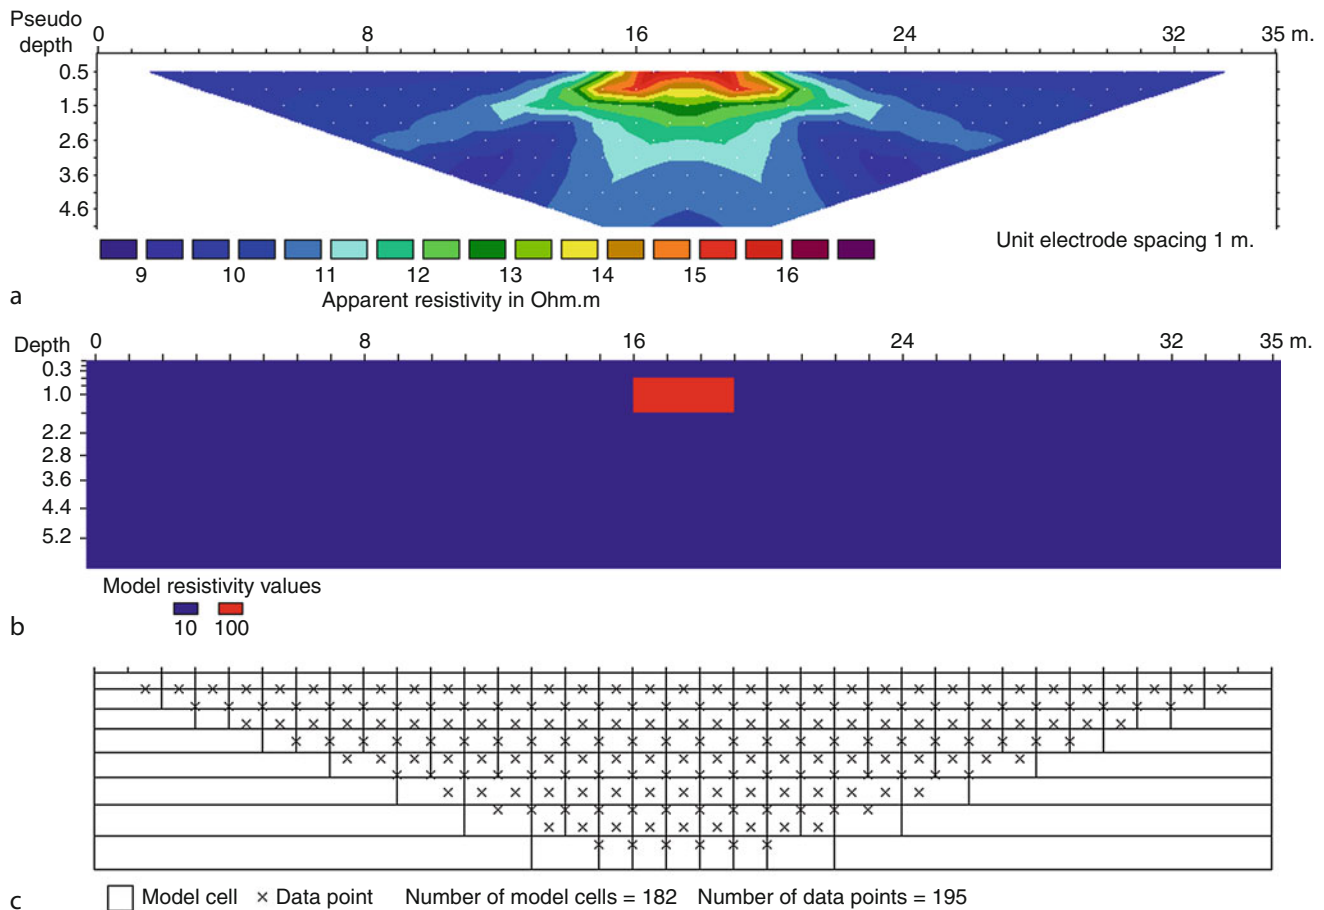 Pseudo depth
0 8 16 24 32 35 m.
0.5
1.5
2.6
3.6
4.6
9 10 11 12 13 14 15 16
Unit electrode spacing 1 m.
Apparent resistivity in Ohm.m
a
Depth 0 8 16 24 32 35 m.
0.3
1.0
2.2
2.8
3.6
4.4
5.2
Model resistivity values
10 100
b
Model cell × Data point Number of model cells = 182 Number of data points = 195
c